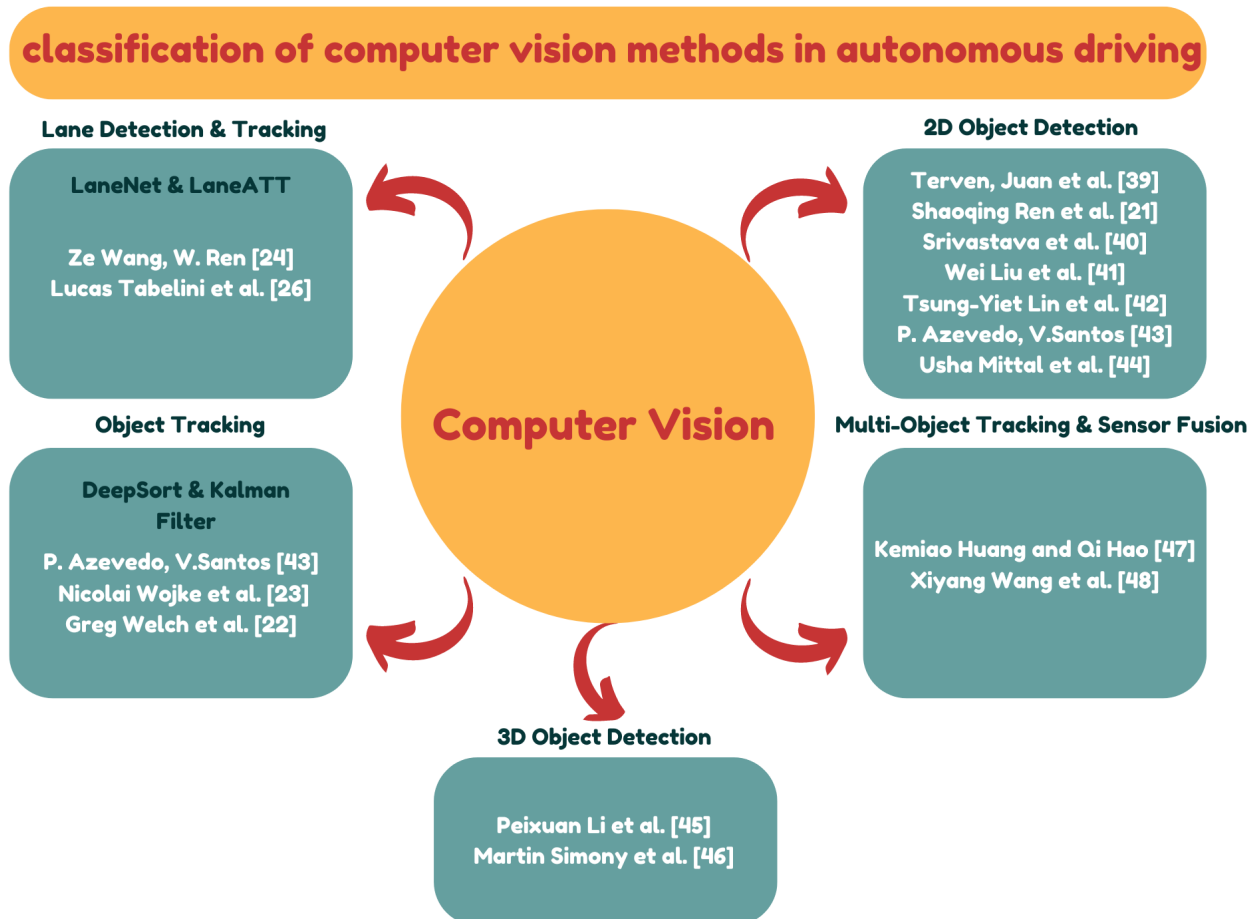 classification of computer vision methods in autonomous driving
Lane Detection & Tracking
LaneNet & LaneATT
Ze Wang, W. Ren [24]
Lucas Tabelini et al. [26]
2D Object Detection
Terven, Juan et al. [39]
Shaoqing Ren et al. [21]
Srivastava et al. [40]
Wei Liu et al. [41]
Tsung-Yiet Lin et al. [42]
P. Azevedo, V.Santos [43]
Usha Mittal et al. [44]
Computer Vision
Object Tracking
DeepSort & Kalman
Filter
P. Azevedo, V.Santos [43]
Nicolai Wojke et al. [23]
Greg Welch et al. [22]
Multi-Object Tracking & Sensor Fusion
Kemiao Huang and Qi Hao [47]
Xiyang Wang et al. [48]
3D Object Detection
Peixuan Li et al. [45]
Martin Simony et al. [46]